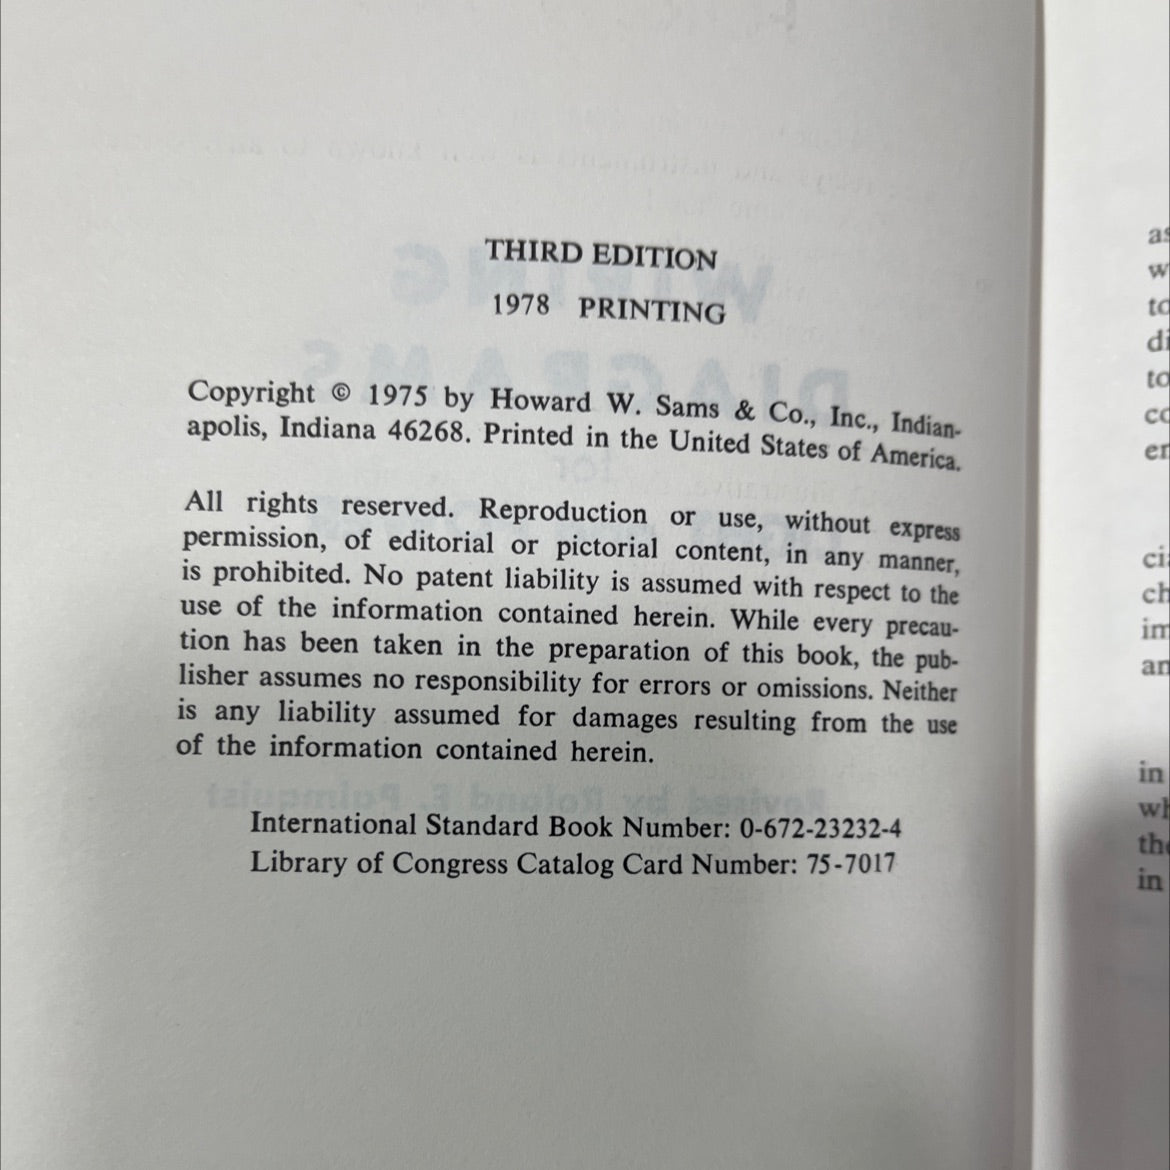 THIRD EDITION
1978 PRINTING
Copyright © 1975 by Howard W. Sams & Co., Inc., Indian-
apolis, Indiana 46268. Printed in the United States of America.
All rights reserved. Reproduction or use, without express
permission, of editorial or pictorial content, in any manner,
is prohibited. No patent liability is assumed with respect to the
use of the information contained herein. While every precau-
tion has been taken in the preparation of this book, the pub-
lisher assumes no responsibility for errors or omissions. Neither
is any liability assumed for damages resulting from the use
of the information contained herein.
International Standard Book Number: 0-672-23232-4
Library of Congress Catalog Card Number: 75-7017